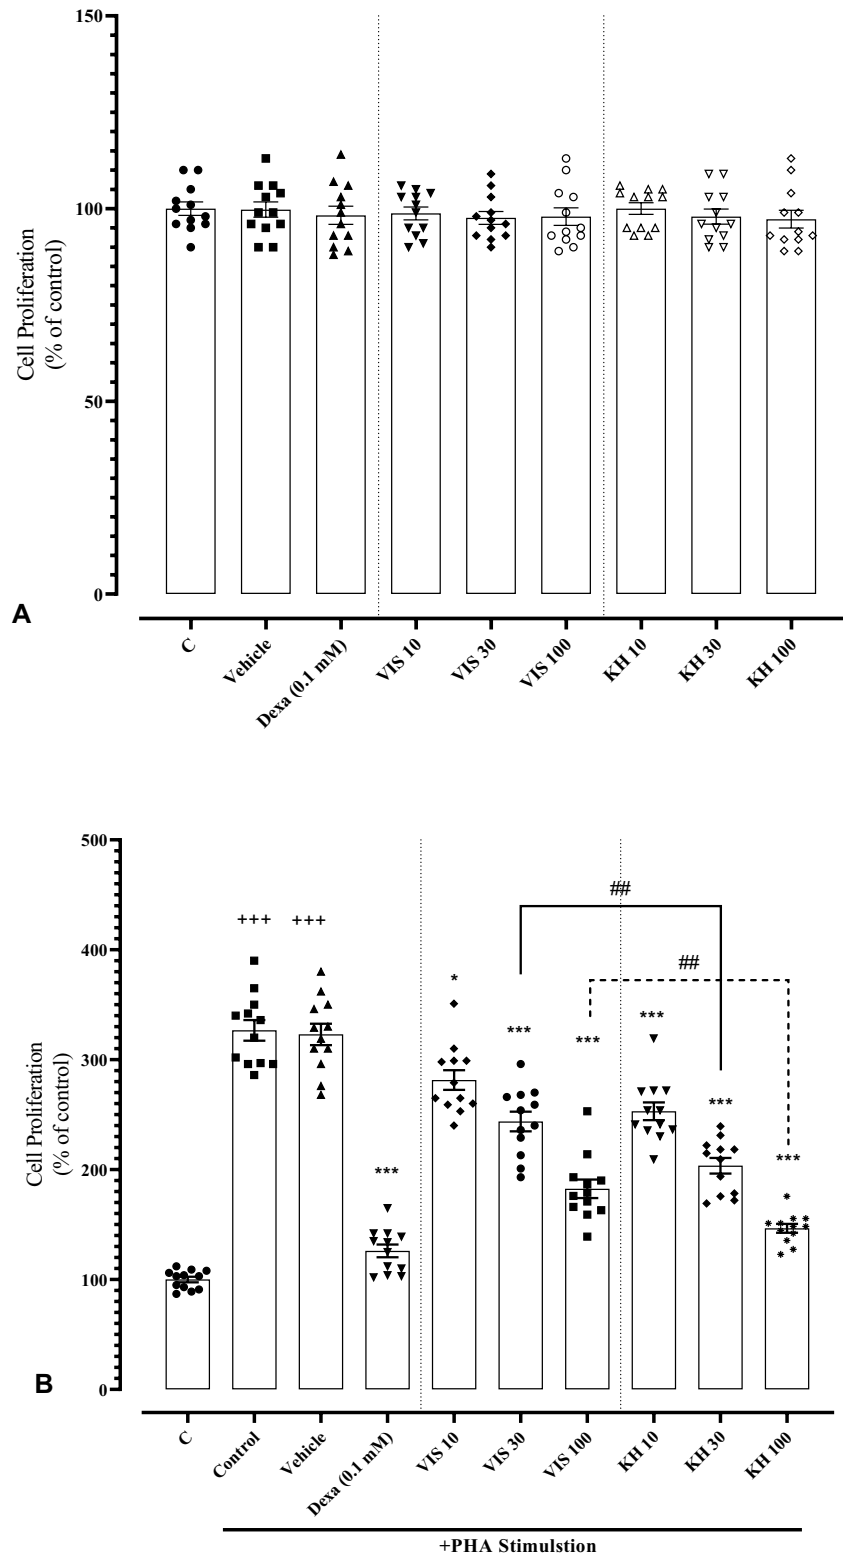 150
100
50
0
Cell Proliferation
(% of control)
A
C
Vehicle
Dexa (0.1 mM)
VIS 10
VIS 30
VIS 100
KH 10
KH 30
KH 100
500
400
300
200
100
0
Cell Proliferation
(% of control)
+++
+++
***
*
***
***
***
***
***
##
##
B
C
Control
Vehicle
Dexa (0.1 mM)
VIS 10
VIS 30
VIS 100
KH 10
KH 30
KH 100
+PHA Stimulstion